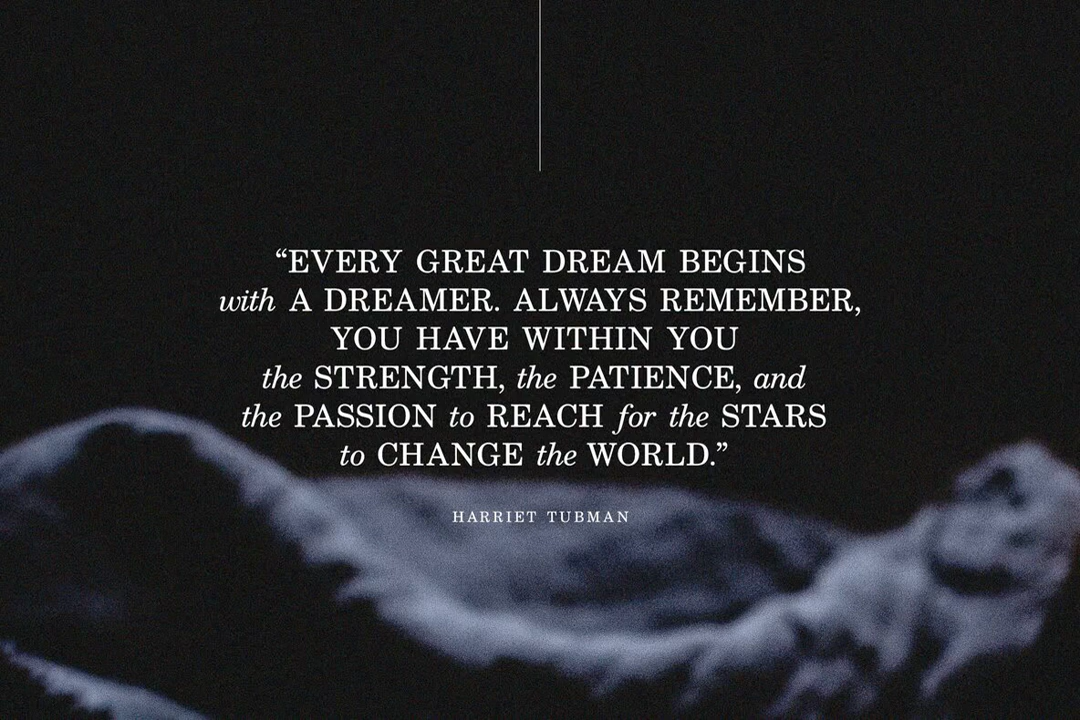 “EVERY GREAT DREAM BEGINS
with A DREAMER. ALWAYS REMEMBER,
YOU HAVE WITHIN YOU
the STRENGTH, the PATIENCE, and
the PASSION to REACH for the STARS
to CHANGE the WORLD.”
HARRIET TUBMAN